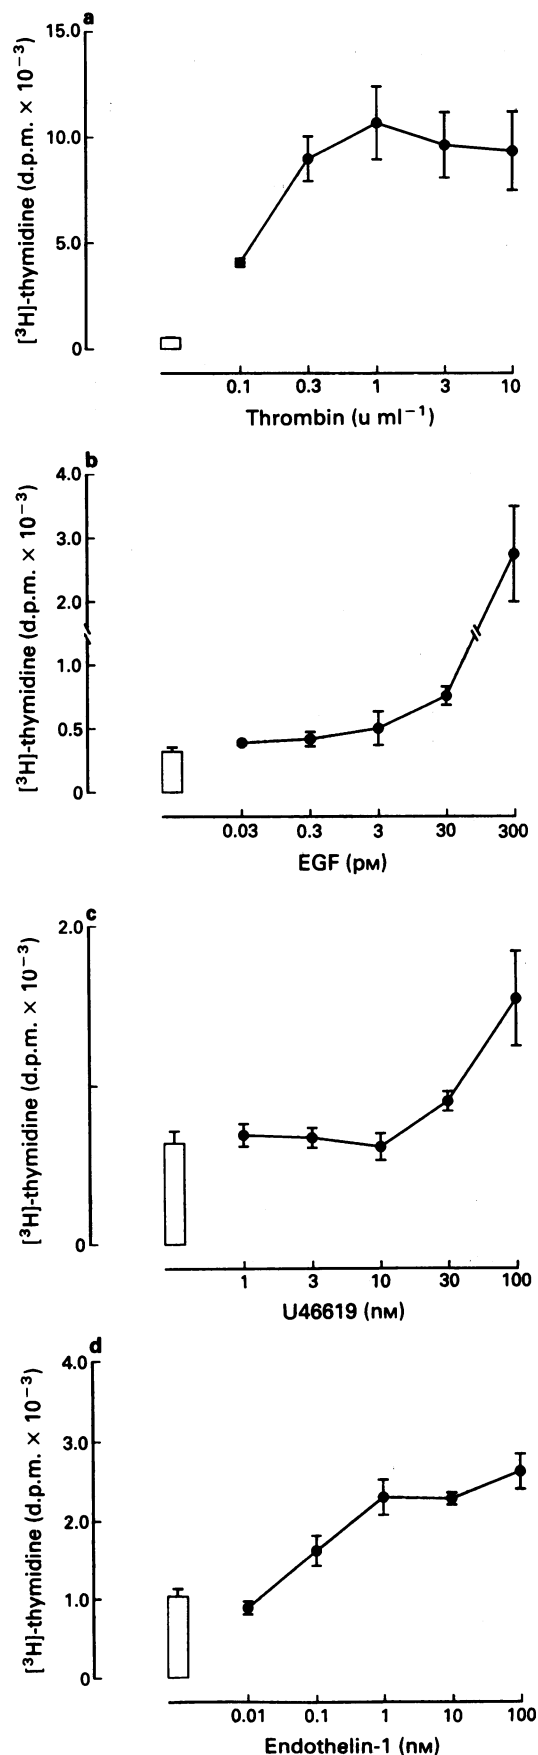 a
15.0
10.0
5.0
0
[³H]-thymidine (d.p.m. × 10⁻³)
0.1 0.3 1 3 10
Thrombin (u ml⁻¹)
b
4.0
3.0
2.0
1.0
0.5
0
[³H]-thymidine (d.p.m. × 10⁻³)
0.03 0.3 3 30 300
EGF (pM)
c
2.0
0
[³H]-thymidine (d.p.m. × 10⁻³)
1 3 10 30 100
U46619 (nM)
d
4.0
3.0
2.0
1.0
0
[³H]-thymidine (d.p.m. × 10⁻³)
0.01 0.1 1 10 100
Endothelin-1 (nM)